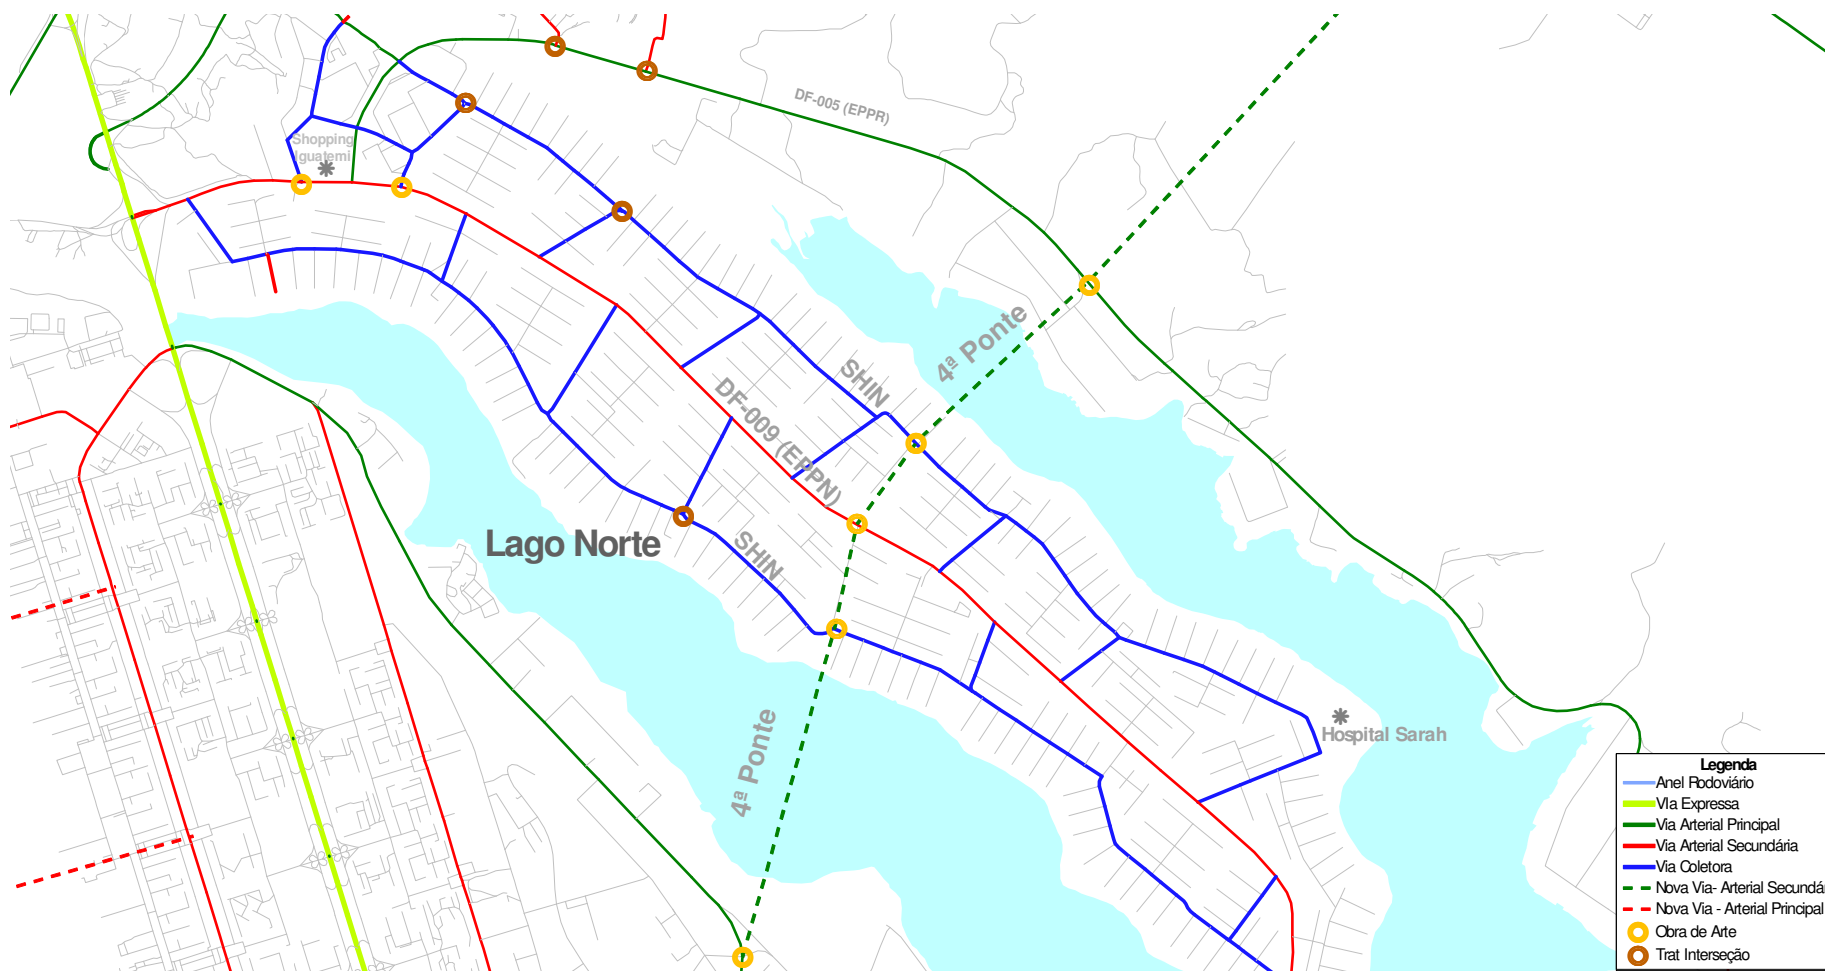 DF-005 (EPPR)
Shopping
Iguatemi
4ª Ponte
SHIN
DF-009 (EPPN)
Lago Norte
SHIN
4ª Ponte
Hospital Sarah
Legenda
Anel Rodoviário
VIa Expressa
Via Arterial Principal
Via Arterial Secundária
Via Coletora
Nova Via- Arterial Secundár
Nova Via - Arterial Principal
Obra de Arte
Trat Interseção